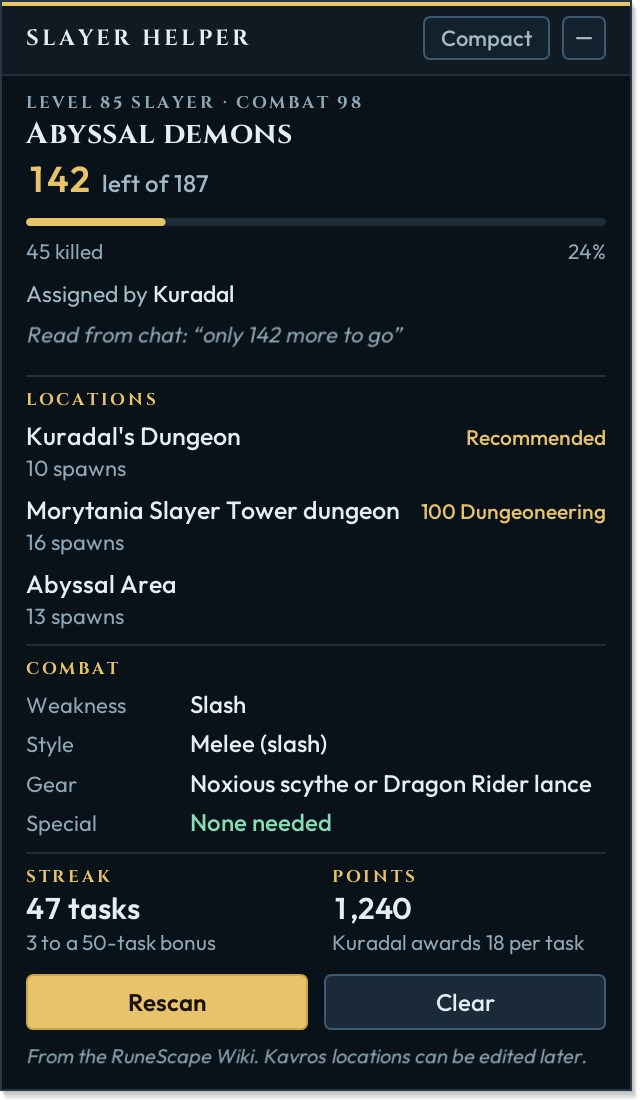 SLAYER HELPER
Compact
–
LEVEL 85 SLAYER · COMBAT 98
Abyssal demons
142 left of 187
45 killed 24%
Assigned by Kuradal
Read from chat: “only 142 more to go”
LOCATIONS
Kuradal's Dungeon Recommended
10 spawns
Morytania Slayer Tower dungeon 100 Dungeoneering
16 spawns
Abyssal Area
13 spawns
COMBAT
Weakness Slash
Style Melee (slash)
Gear Noxious scythe or Dragon Rider lance
Special None needed
STREAK POINTS
47 tasks 1,240
3 to a 50-task bonus Kuradal awards 18 per task
Rescan Clear
From the RuneScape Wiki. Kavros locations can be edited later.